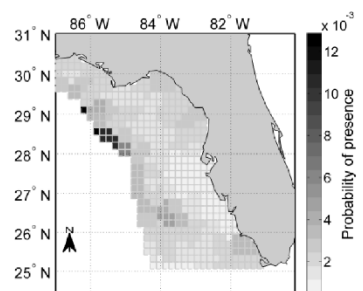 86° W 84° W 82° W
x 10⁻³
31° N
30° N
29° N
28° N
27° N
26° N
25° N
N
12
10
8
6
4
2
Probability of presence